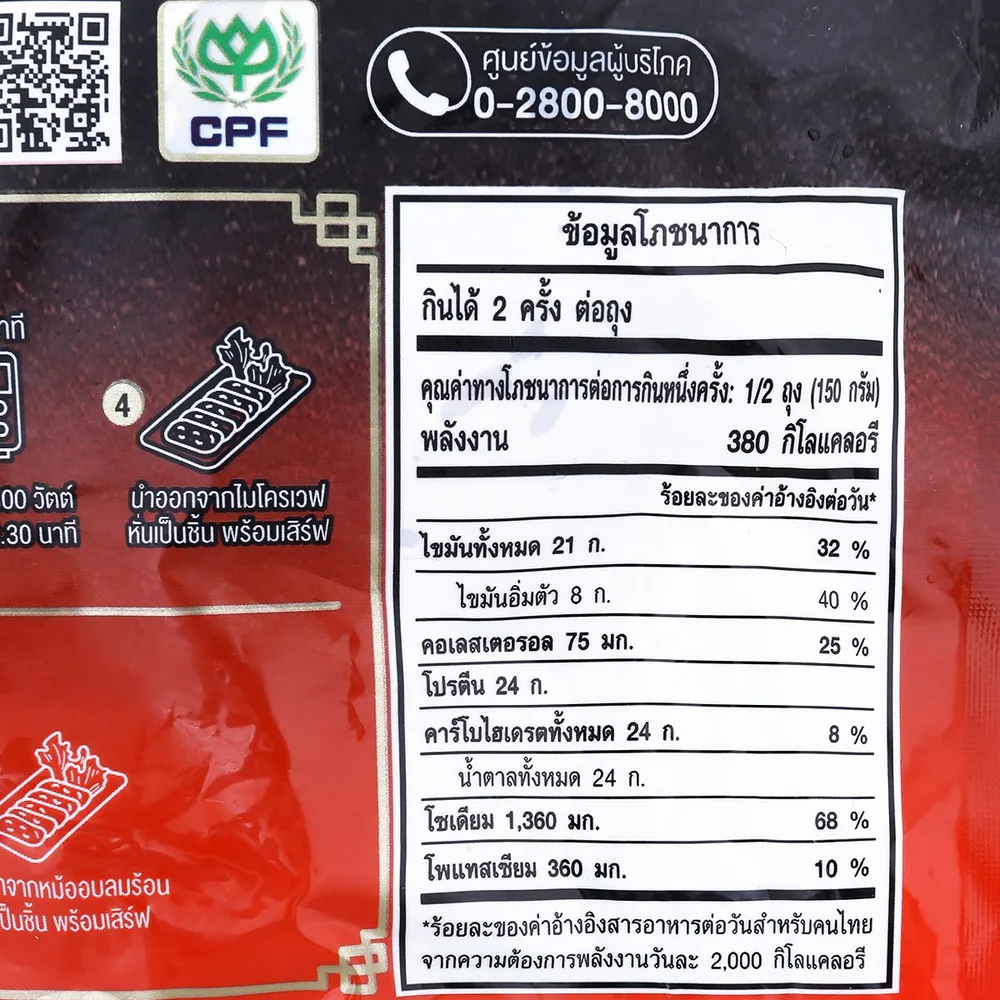 CPF
ศูนย์ข้อมูลผู้บริโภค
0-2800-8000
ข้อมูลโภชนาการ
กินได้ 2 ครั้ง ต่อถุง
คุณค่าทางโภชนาการต่อการกินหนึ่งครั้ง: 1/2 ถุง (150 กรัม)
พลังงาน 380 กิโลแคลอรี
ร้อยละของค่าอ้างอิงต่อวัน*
ไขมันทั้งหมด 21 ก. 32 %
ไขมันอิ่มตัว 8 ก. 40 %
คอเลสเตอรอล 75 มก. 25 %
โปรตีน 24 ก.
คาร์โบไฮเดรตทั้งหมด 24 ก. 8 %
น้ำตาลทั้งหมด 24 ก.
โซเดียม 1,360 มก. 68 %
โพแทสเซียม 360 มก. 10 %
*ร้อยละของค่าอ้างอิงสารอาหารต่อวันสำหรับคนไทย
จากความต้องการพลังงานวันละ 2,000 กิโลแคลอรี
4
นำออกจากไมโครเวฟ
หั่นเป็นชิ้น พร้อมเสิร์ฟ
วัตต์
.30 นาที
จากหม้ออบลมร้อน
เป็นชิ้น พร้อมเสิร์ฟ